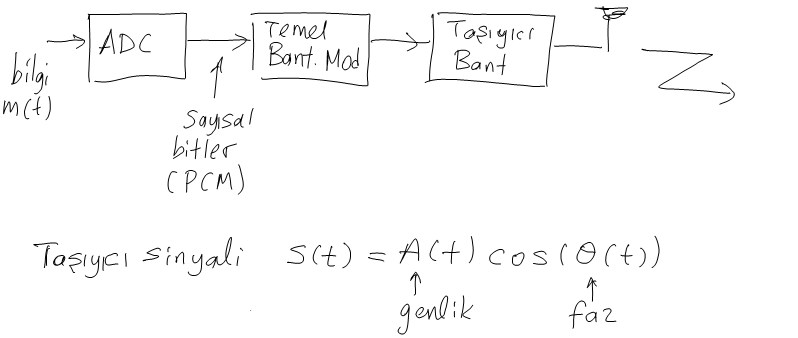 bilgi
m(t)
ADC
Sayısal
bitler
(PCM)
Temel
Bant. Mod
Taşıyıcı
Bant
Taşıyıcı sinyali S(t) = A(t) cos(θ(t))
genlik
faz